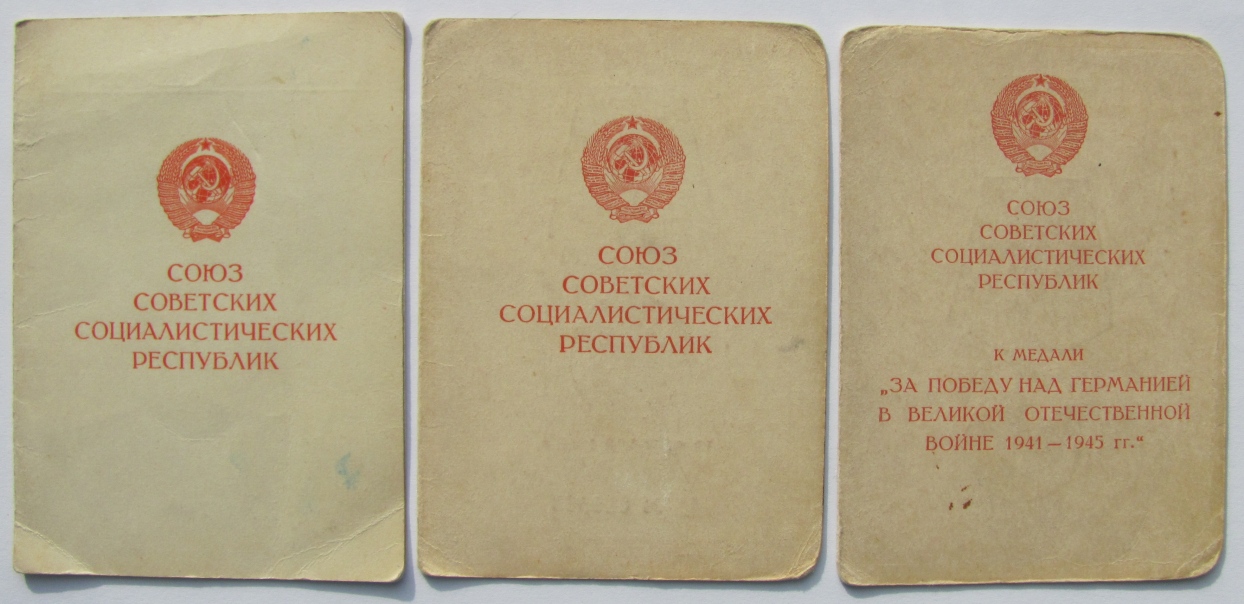 СОЮЗ
СОВЕТСКИХ
СОЦИАЛИСТИЧЕСКИХ
РЕСПУБЛИК
СОЮЗ
СОВЕТСКИХ
СОЦИАЛИСТИЧЕСКИХ
РЕСПУБЛИК
СОЮЗ
СОВЕТСКИХ
СОЦИАЛИСТИЧЕСКИХ
РЕСПУБЛИК
К МЕДАЛИ
„ЗА ПОБЕДУ НАД ГЕРМАНИЕЙ
В ВЕЛИКОЙ ОТЕЧЕСТВЕННОЙ
ВОЙНЕ 1941 — 1945 гг.“